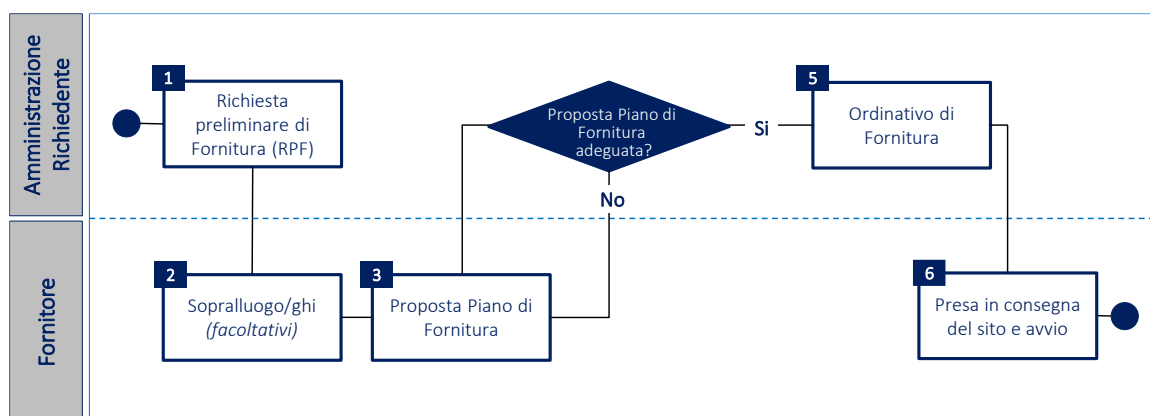 Amministrazione
Richiedente
1
Richiesta
preliminare di
Fornitura (RPF)
Proposta Piano di
Fornitura
adeguata?
Si
No
5
Ordinativo di
Fornitura
Fornitore
2
Sopralluogo/ghi
(facoltativi)
3
Proposta Piano di
Fornitura
6
Presa in consegna
del sito e avvio